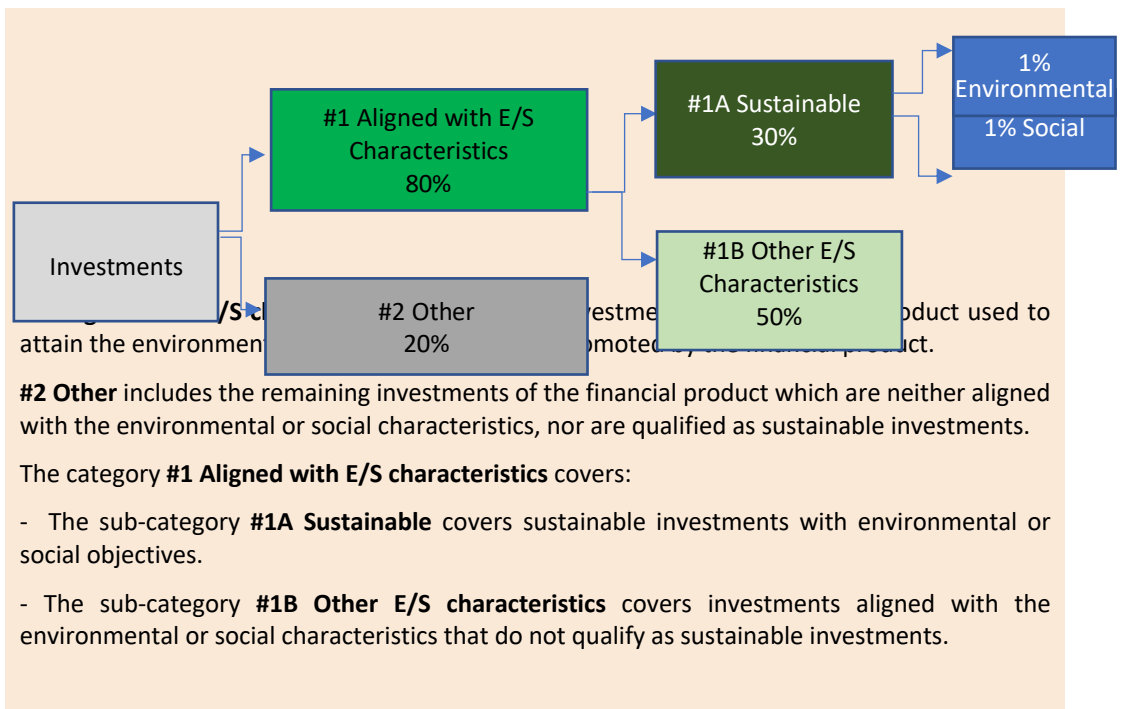 1%
Environmental
1% Social
#1A Sustainable
30%
#1 Aligned with E/S
Characteristics
80%
Investments
#1B Other E/S
Characteristics
50%
#2 Other
20%
/S product used to
attain the by the product.
#2 Other includes the remaining investments of the financial product which are neither aligned
with the environmental or social characteristics, nor are qualified as sustainable investments.
The category #1 Aligned with E/S characteristics covers:
- The sub-category #1A Sustainable covers sustainable investments with environmental or
social objectives.
- The sub-category #1B Other E/S characteristics covers investments aligned with the
environmental or social characteristics that do not qualify as sustainable investments.